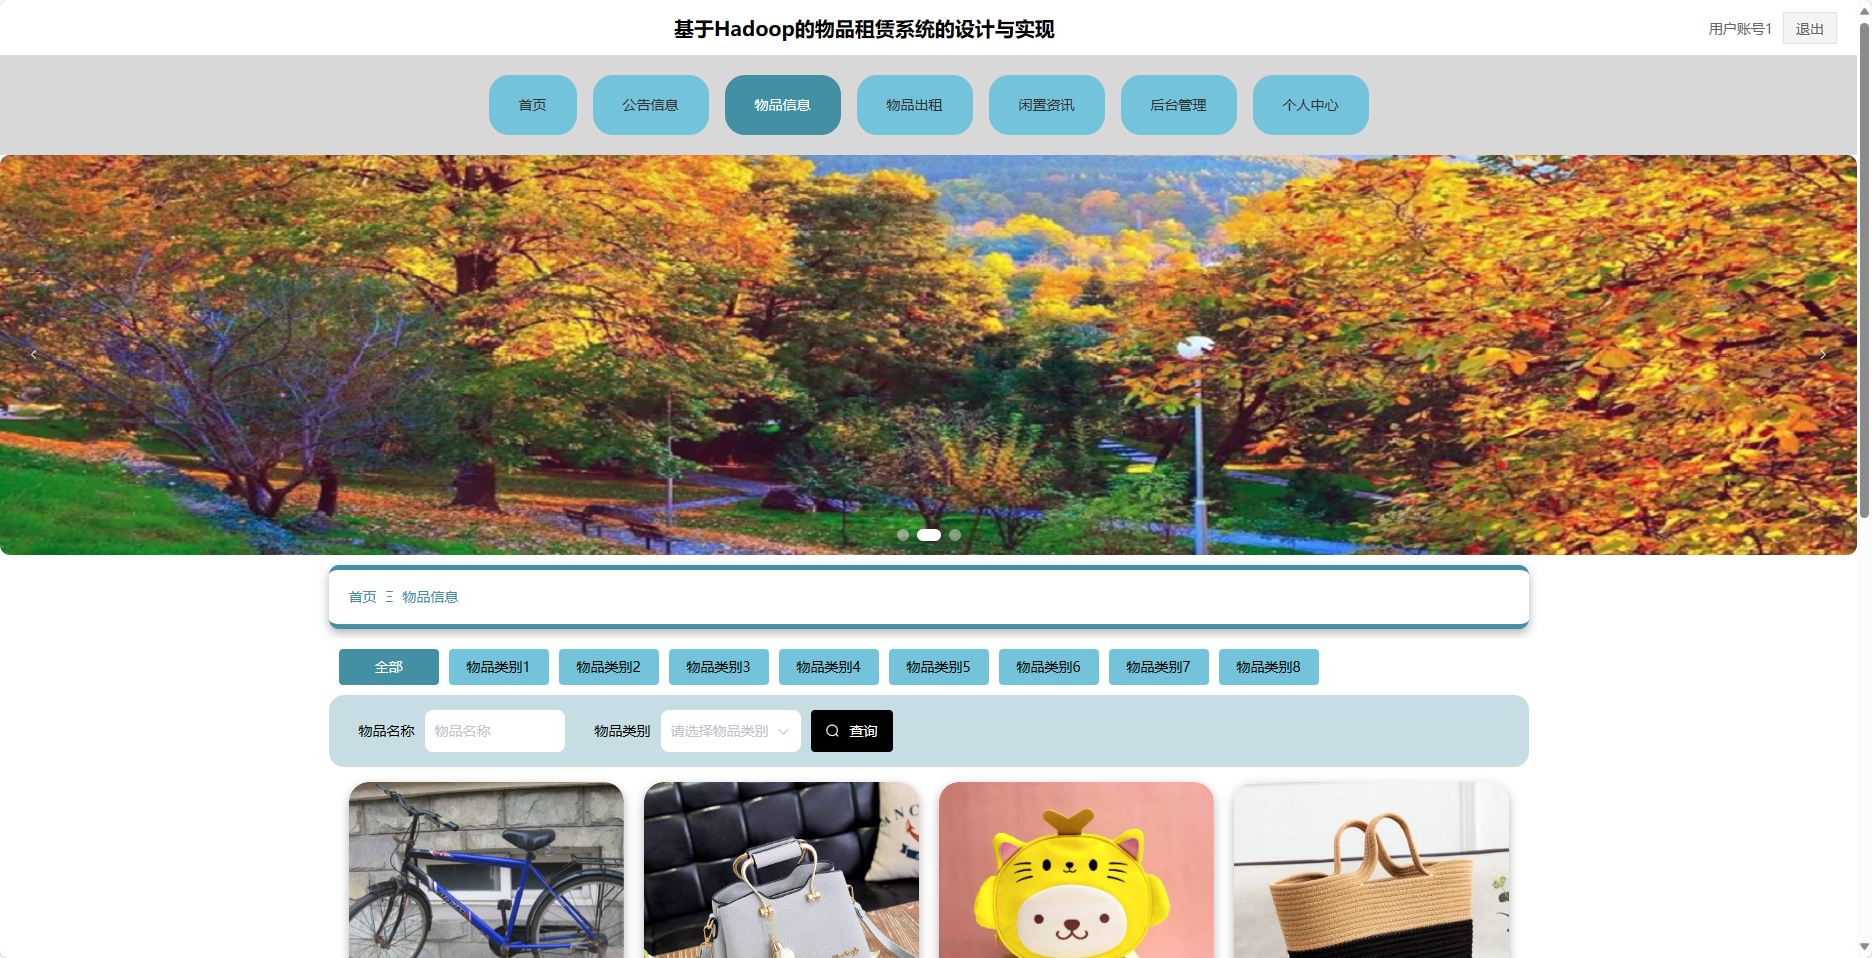 基于Hadoop的物品租赁系统的设计与实现
用户账号1 退出
首页 公告信息 物品信息 物品出租 闲置资讯 后台管理 个人中心
首页 物品信息
全部 物品类别1 物品类别2 物品类别3 物品类别4 物品类别5 物品类别6 物品类别7 物品类别8
物品名称 物品名称 物品类别 请选择物品类别 查询